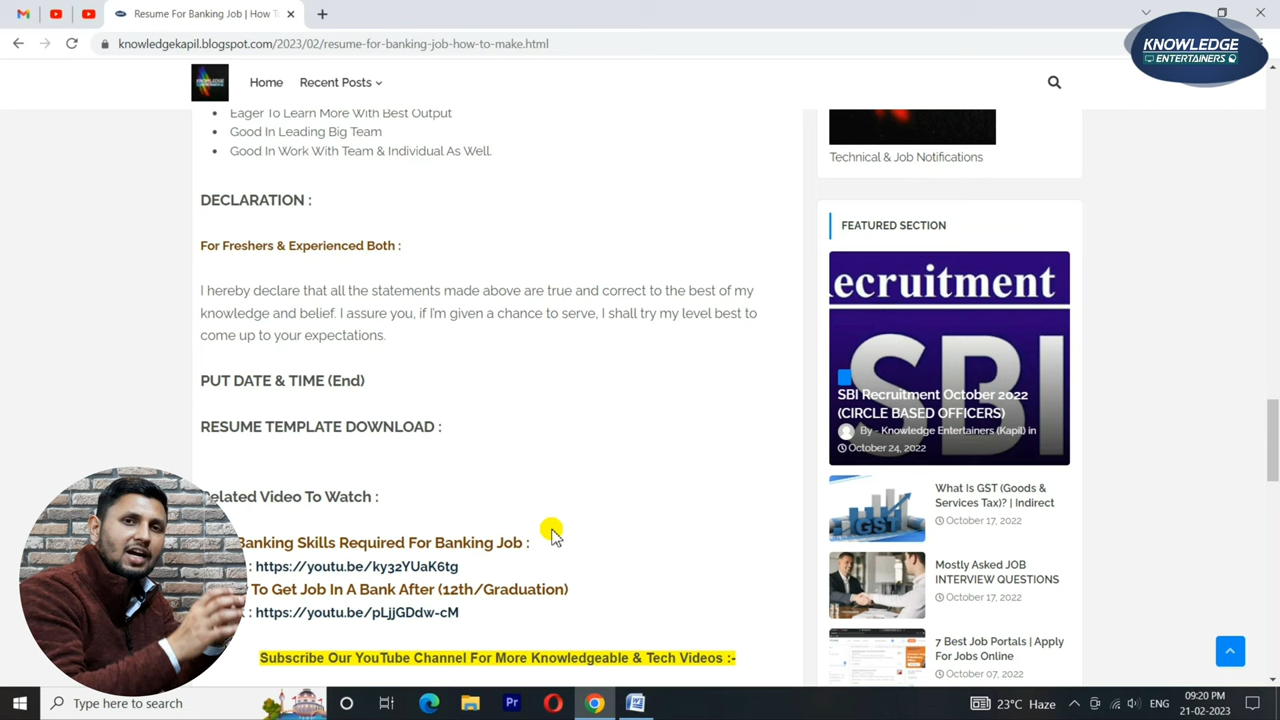 Resume For Banking Job | How To
knowledgekapil.blogspot.com/2023/02/resume-for-banking-job-how-to-make.html
KNOWLEDGE
ENTERTAINERS
Home
Recent Posts
Eager To Learn More With Best Output
Good In Leading Big Team
Good In Work With Team & Individual As Well.
DECLARATION :
For Freshers & Experienced Both :
I hereby declare that all the statements made above are true and correct to the best of my
knowledge and belief. I assure you, if I'm given a chance to serve, I shall try my level best to
come up to your expectations.
PUT DATE & TIME (End)
RESUME TEMPLATE DOWNLOAD :
elated Video To Watch :
Banking Skills Required For Banking Job :
: https://youtu.be/ky32YUaK6tg
To Get Job In A Bank After (12th/Graduation)
: https://youtu.be/pLjjGDdw-cM
Subscribe Our YouTube Channel For More Knowledgeable & Tech Videos :-
Technical & Job Notifications
FEATURED SECTION
ecruitment
SBI
SBI Recruitment October 2022
(CIRCLE BASED OFFICERS)
By - Knowledge Entertainers (Kapil) in
October 24, 2022
GST
What Is GST (Goods &
Services Tax)? | Indirect
October 17, 2022
Mostly Asked JOB
INTERVIEW QUESTIONS
October 17, 2022
7 Best Job Portals | Apply
For Jobs Online
October 07, 2022
Type here to search
Pr
23°C Haze
ENG
09:20 PM
21-02-2023